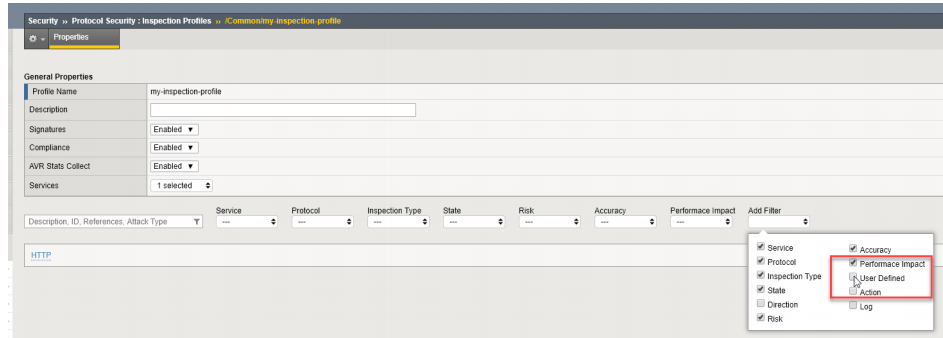 Security ›› Protocol Security : Inspection Profiles ›› /Common/my-inspection-profile
Properties
General Properties
Profile Name my-inspection-profile
Description
Signatures Enabled
Compliance Enabled
AVR Stats Collect Enabled
Services 1 selected
Service Protocol Inspection Type State Risk Accuracy Performace Impact Add Filter
Description, ID, References, Attack Type --- --- --- --- --- --- ---
HTTP
Service Accuracy
Protocol Performace Impact
Inspection Type User Defined
State Action
Direction Log
Risk